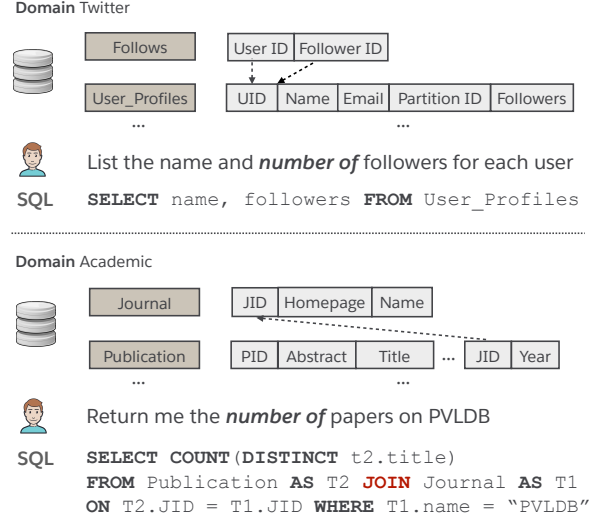 Domain Twitter
Follows User ID Follower ID
User_Profiles UID Name Email Partition ID Followers
... ...
List the name and number of followers for each user
SQL SELECT name, followers FROM User_Profiles
Domain Academic
Journal JID Homepage Name
Publication PID Abstract Title ... JID Year
... ...
Return me the number of papers on PVLDB
SQL SELECT COUNT(DISTINCT t2.title)
FROM Publication AS T2 JOIN Journal AS T1
ON T2.JID = T1.JID WHERE T1.name = “PVLDB”